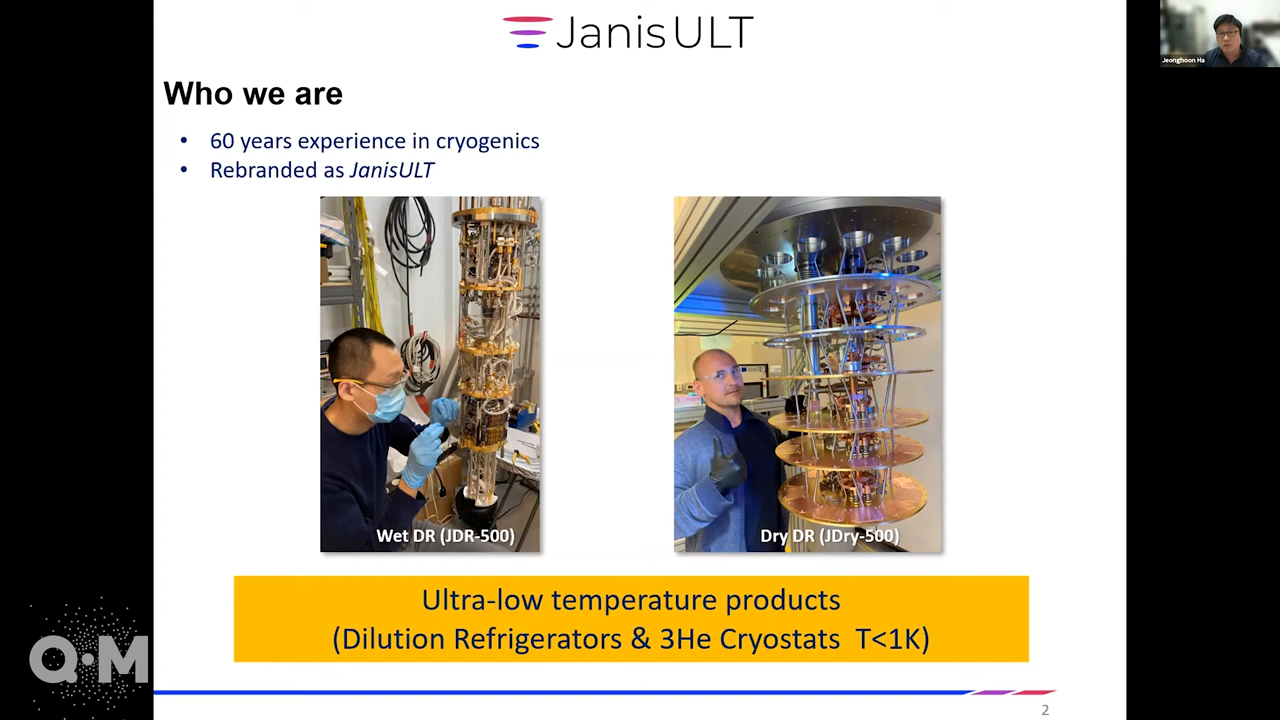 JanisULT
Jeonghoon Ha
Who we are
• 60 years experience in cryogenics
• Rebranded as JanisULT
Wet DR (JDR-500)
Dry DR (JDry-500)
Ultra-low temperature products
(Dilution Refrigerators & 3He Cryostats T<1K)
Q·M
2